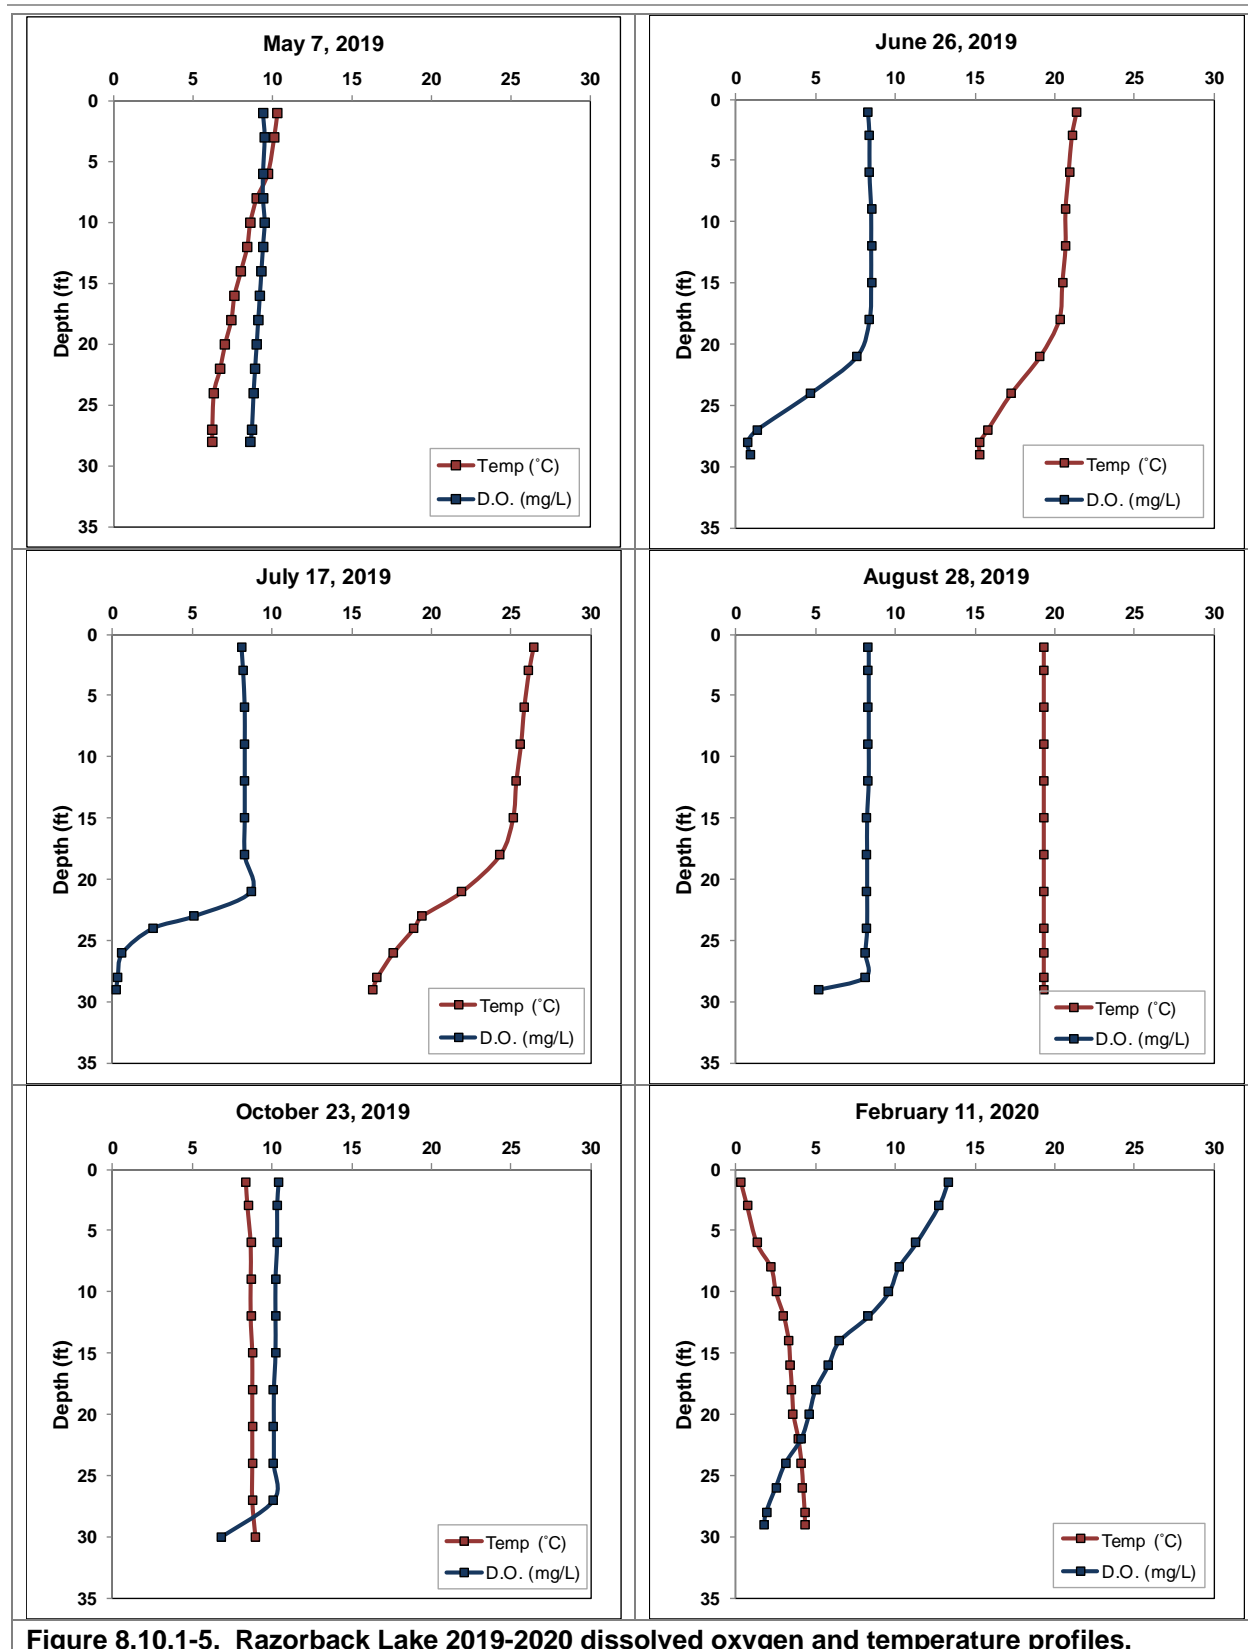 May 7, 2019
0 5 10 15 20 25 30
0
5
10
15
20
25
30
35
Depth (ft)
Temp (˚C)
D.O. (mg/L)
June 26, 2019
0 5 10 15 20 25 30
0
5
10
15
20
25
30
35
Depth (ft)
Temp (˚C)
D.O. (mg/L)
July 17, 2019
0 5 10 15 20 25 30
0
5
10
15
20
25
30
35
Depth (ft)
Temp (˚C)
D.O. (mg/L)
August 28, 2019
0 5 10 15 20 25 30
0
5
10
15
20
25
30
35
Depth (ft)
Temp (˚C)
D.O. (mg/L)
October 23, 2019
0 5 10 15 20 25 30
0
5
10
15
20
25
30
35
Depth (ft)
Temp (˚C)
D.O. (mg/L)
February 11, 2020
0 5 10 15 20 25 30
0
5
10
15
20
25
30
35
Depth (ft)
Temp (˚C)
D.O. (mg/L)
Figure 8.10.1-5. Razorback Lake 2019-2020 dissolved oxygen and temperature profiles.